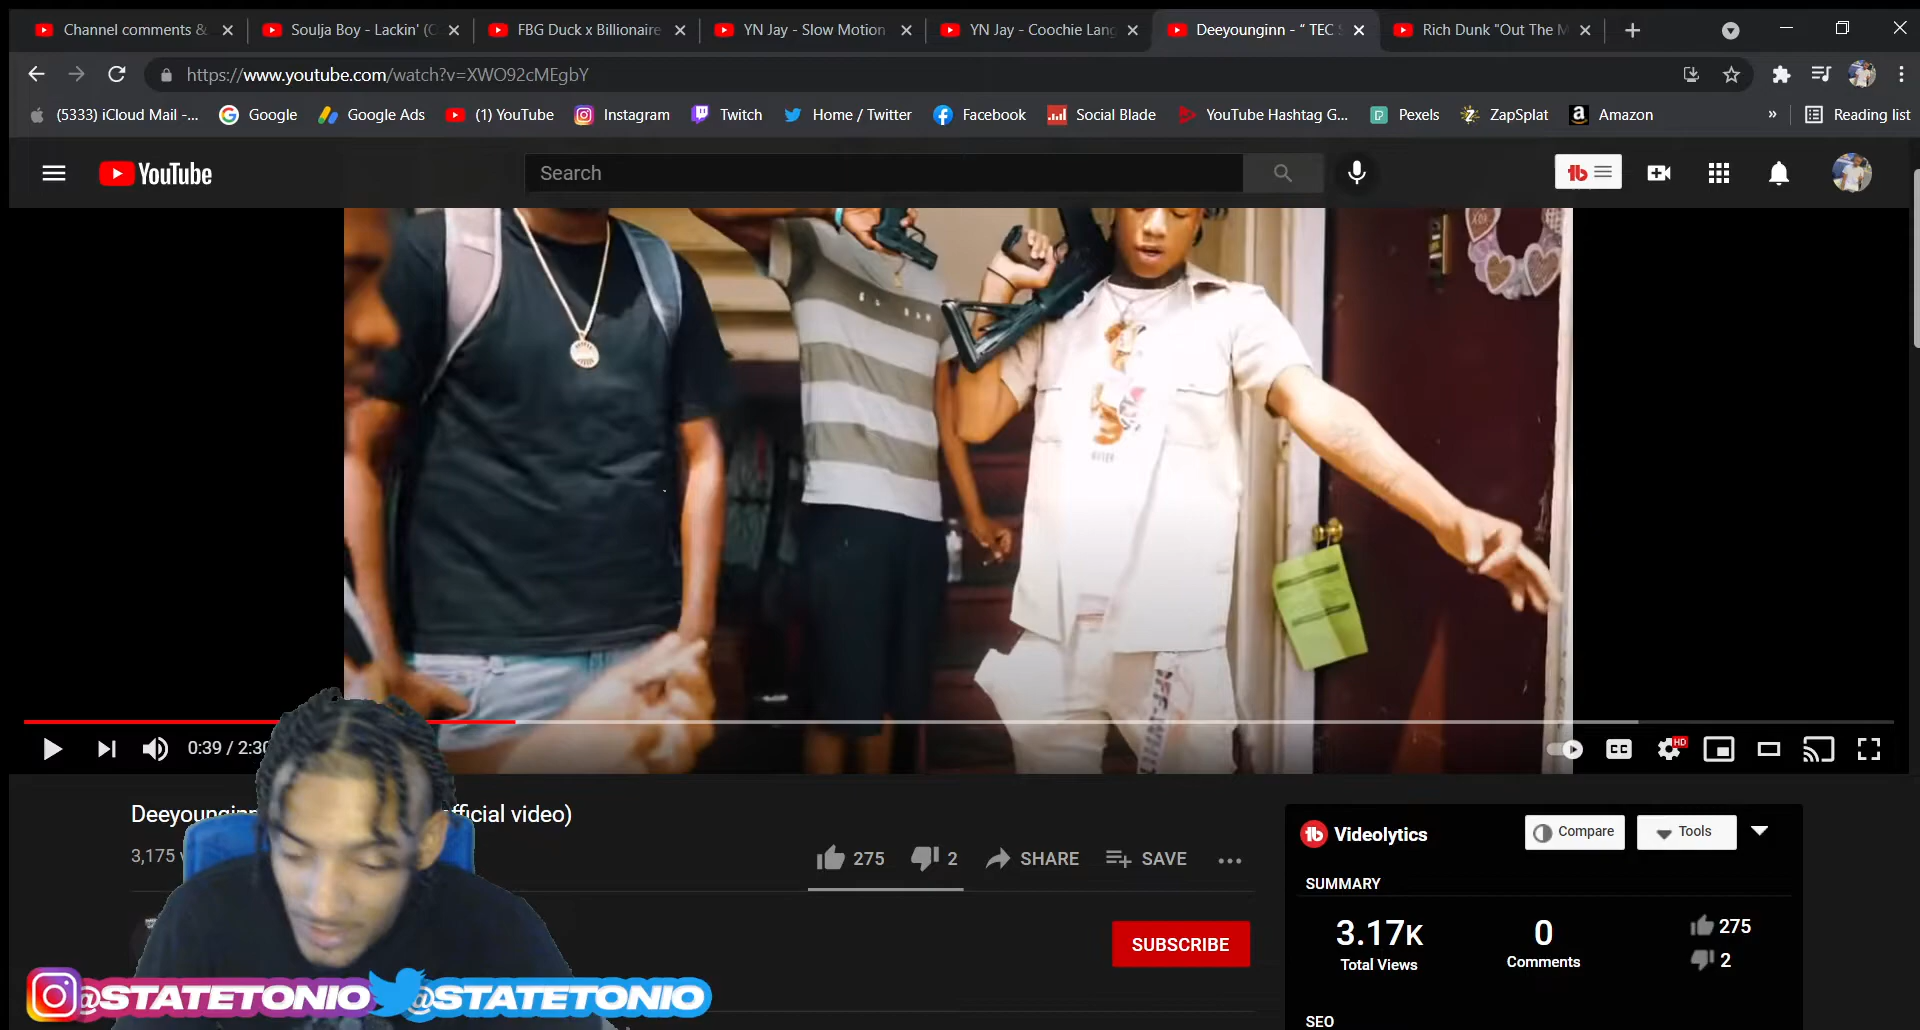 Channel comments &
Soulja Boy - Lackin' (
FBG Duck x Billionaire
YN Jay - Slow Motion
YN Jay - Coochie Lang
Deeyounginn - “ TEC
Rich Dunk "Out The M
https://www.youtube.com/watch?v=XWO92cMEgbY
(5333) iCloud Mail -...
Google
Google Ads
(1) YouTube
Instagram
Twitch
Home / Twitter
Facebook
Social Blade
YouTube Hashtag G...
Pexels
ZapSplat
Amazon
»
Reading list
YouTube
Search
0:39 / 2:30
CC
HD
Deeyounginn
fficial video)
3,175
275
2
SHARE
SAVE
SUBSCRIBE
Videolytics
Compare
Tools
SUMMARY
3.17K
Total Views
0
Comments
275
2
SEO
@STATETONIO
@STATETONIO